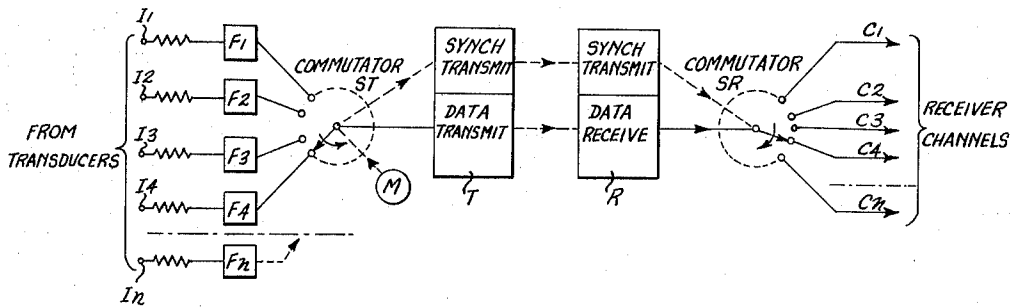 FROM
TRANSDUCERS
I1
F1
I2
F2
I3
F3
I4
F4
In
Fn
COMMUTATOR
ST
M
SYNCH
TRANSMIT
DATA
TRANSMIT
T
SYNCH
TRANSMIT
DATA
RECEIVE
R
COMMUTATOR
SR
C1
C2
C3
C4
Cn
RECEIVER
CHANNELS